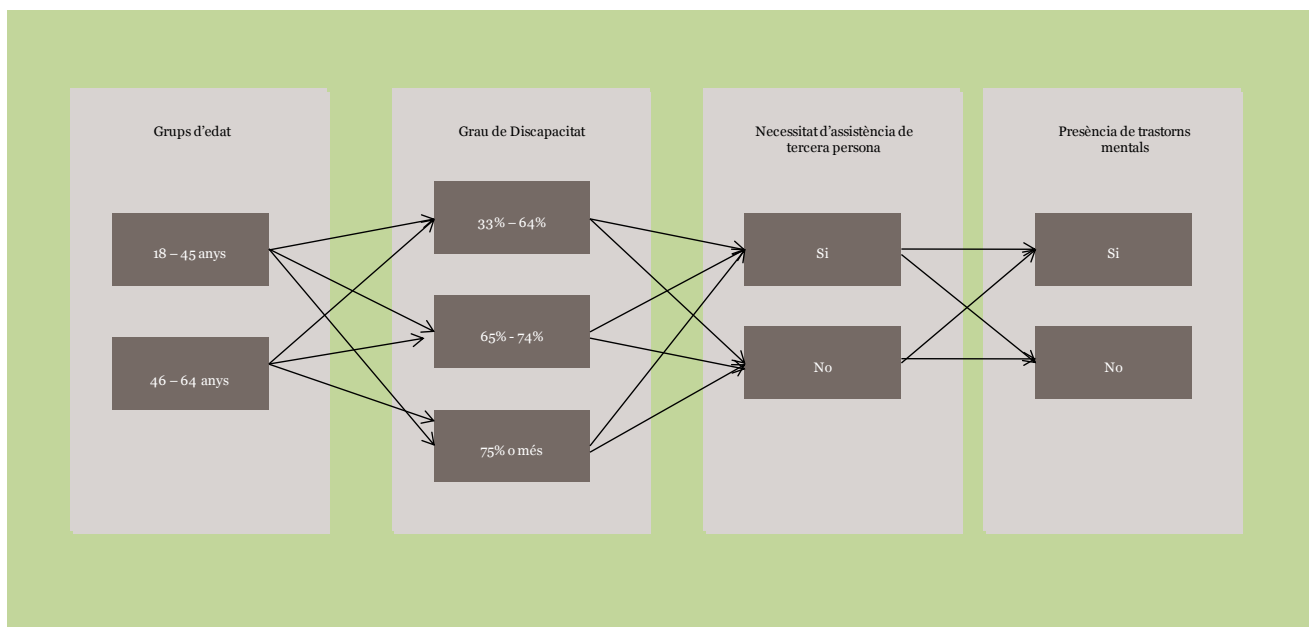 Grups d'edat
18 – 45 anys
46 – 64 anys
Grau de Discapacitat
33% – 64%
65% - 74%
75% o més
Necessitat d'assistència de
tercera persona
Si
No
Presència de trastorns
mentals
Si
No